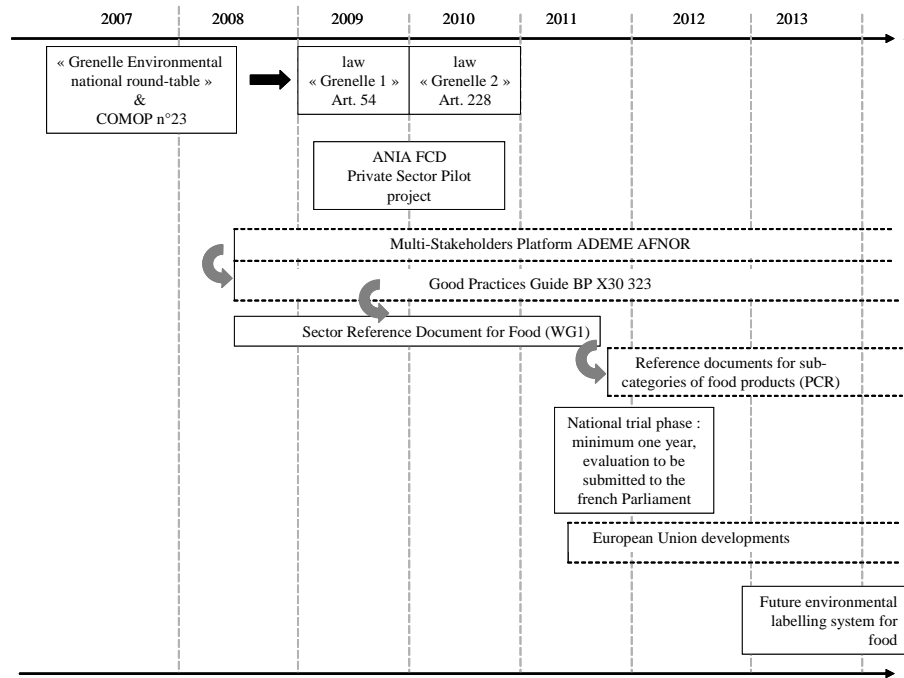 2007 2008 2009 2010 2011 2012 2013
« Grenelle Environmental
national round-table »
&
COMOP n°23
law
« Grenelle 1 »
Art. 54
law
« Grenelle 2 »
Art. 228
ANIA FCD
Private Sector Pilot
project
Multi-Stakeholders Platform ADEME AFNOR
Good Practices Guide BP X30 323
Sector Reference Document for Food (WG1)
Reference documents for sub-
categories of food products (PCR)
National trial phase :
minimum one year,
evaluation to be
submitted to the
french Parliament
European Union developments
Future environmental
labelling system for
food